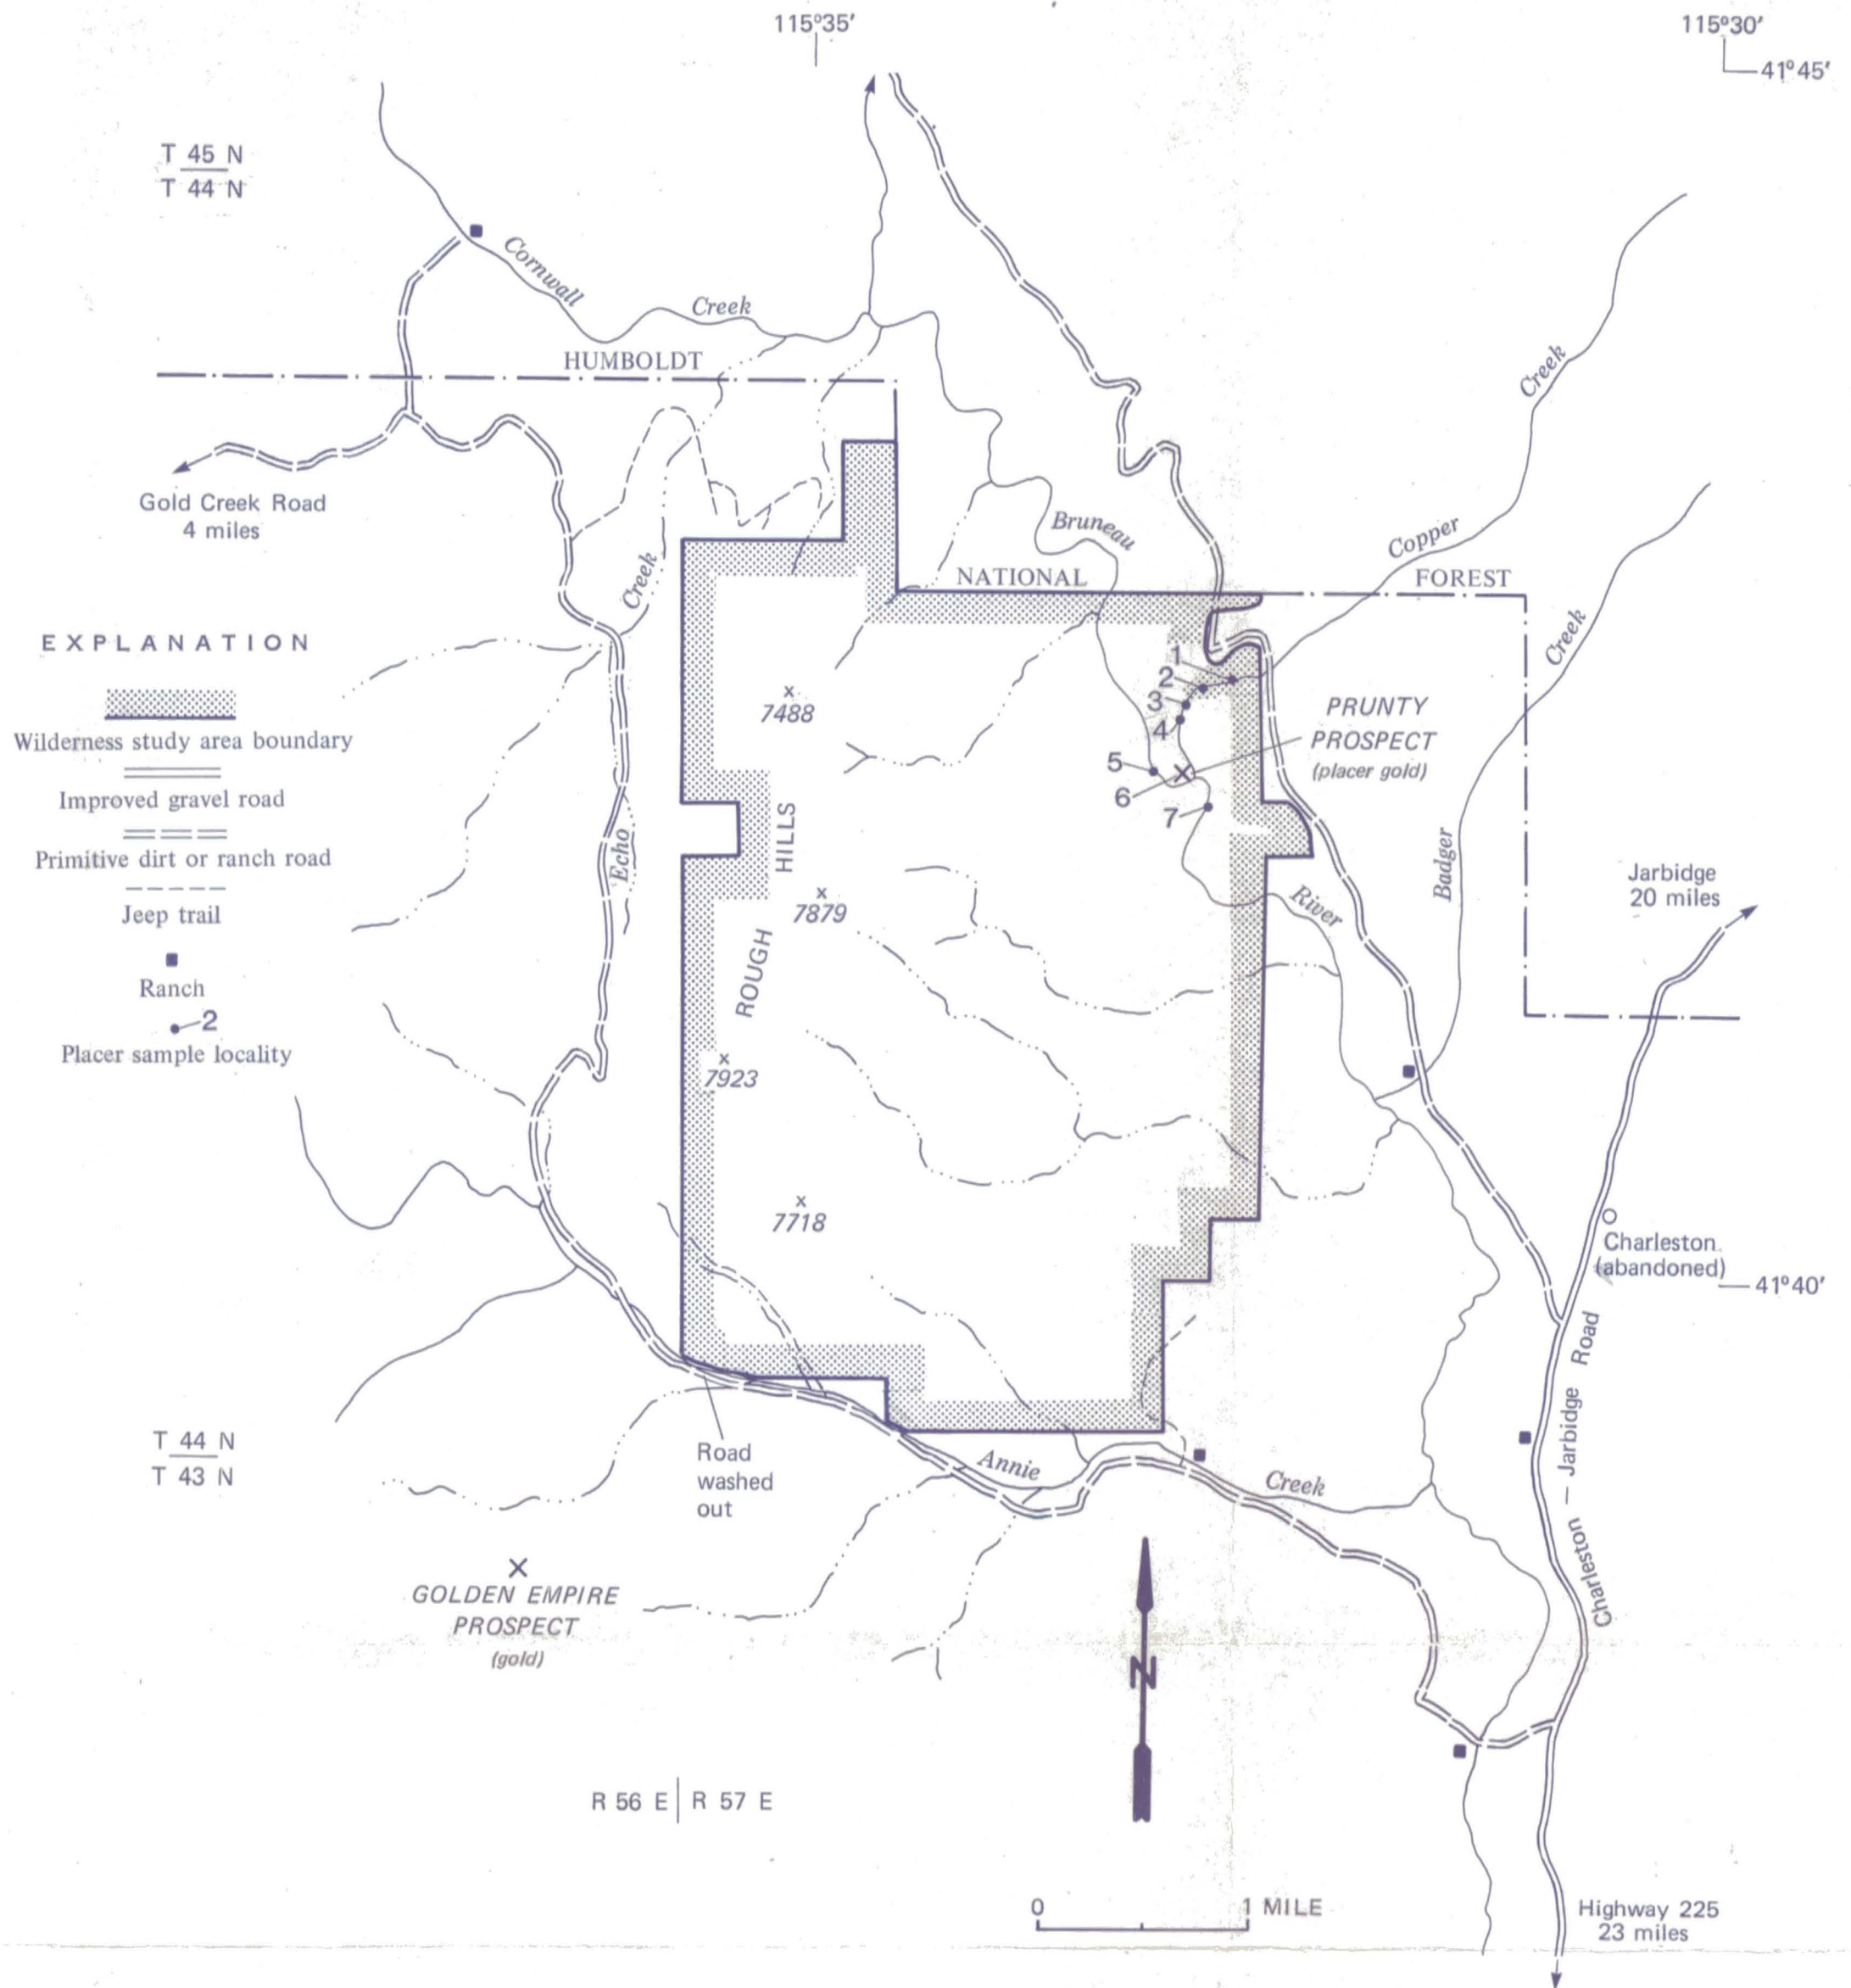 115°35′
115°30′
41°45′
T 45 N
T 44 N
Cornwall
Creek
HUMBOLDT
Creek
Gold Creek Road
4 miles
Bruneau
Copper
Creek
NATIONAL
FOREST
Creek
EXPLANATION
Wilderness study area boundary
Improved gravel road
Primitive dirt or ranch road
Jeep trail
Ranch
2
Placer sample locality
Creek
1
2
3
4
5
6
7
PRUNTY
PROSPECT
(placer gold)
x
7488
HILLS
Echo
x
7879
ROUGH
River
Badger
Jarbidge
20 miles
x
7923
x
7718
Charleston
(abandoned)
41°40′
Charleston — Jarbidge Road
T 44 N
T 43 N
Road
washed
out
Annie
Creek
X
GOLDEN EMPIRE
PROSPECT
(gold)
N
R 56 E | R 57 E
0 1 MILE
Highway 225
23 miles